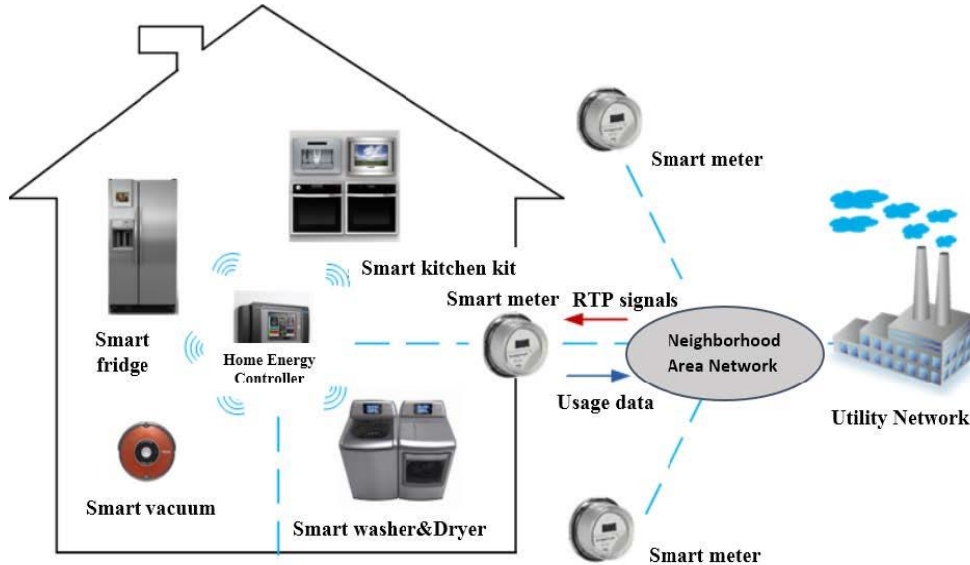 Smart meter
Smart kitchen kit
Smart meter
RTP signals
Smart
fridge
Home Energy
Controller
Neighborhood
Area Network
Usage data
Utility Network
Smart vacuum
Smart washer&Dryer
Smart meter